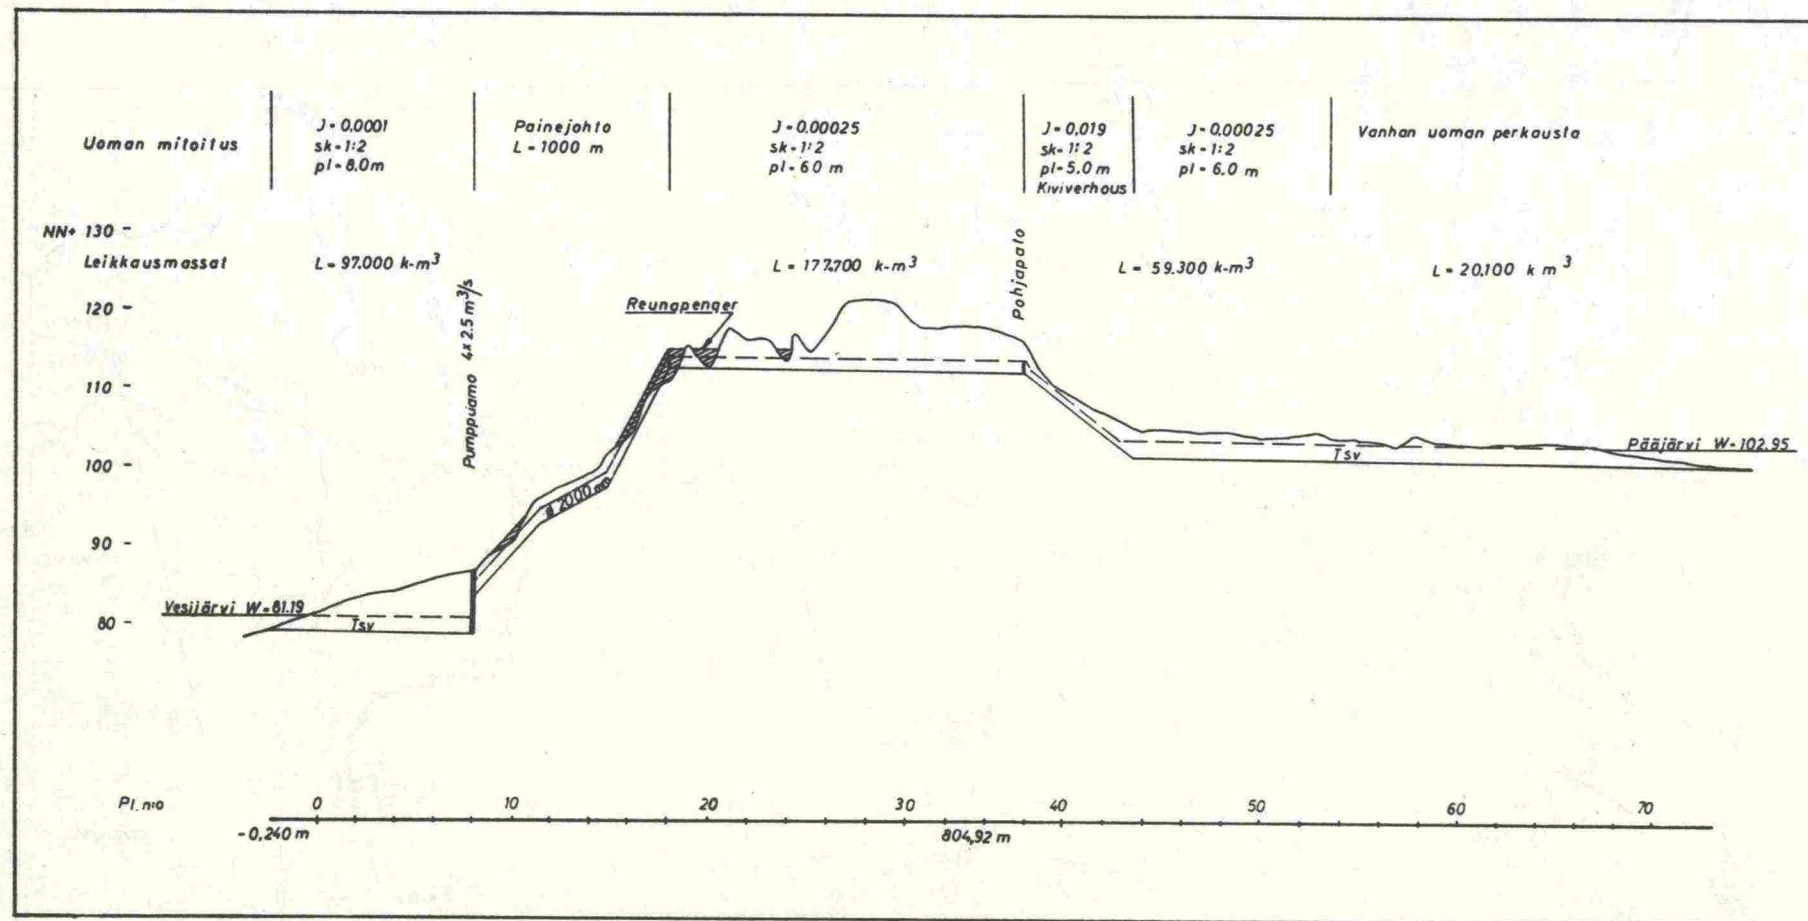 Uoman mitoitus
J=0.0001
sk=1:2
pl=8.0m
Painejohto
L=1000 m
J=0.00025
sk=1:2
pl=6.0 m
J=0.019
sk=1:2
pl=5.0 m
Kiviverhous
J=0.00025
sk=1:2
pl=6.0 m
Vanhan uoman perkausta
NN+ 130
Leikkausmassat
L=97.000 k-m³
L=177.700 k-m³
L=59.300 k-m³
L=20.100 k m³
120
110
100
90
80
Pumppuamo 4x2.5 m³/s
Reunapenger
Pohjapato
ø 2000 mm
Vesijärvi W=81.19
Tsv
Tsv
Pääjärvi W=102.95
Pl. n:o
0 10 20 30 40 50 60 70
-0,240 m
804,92 m